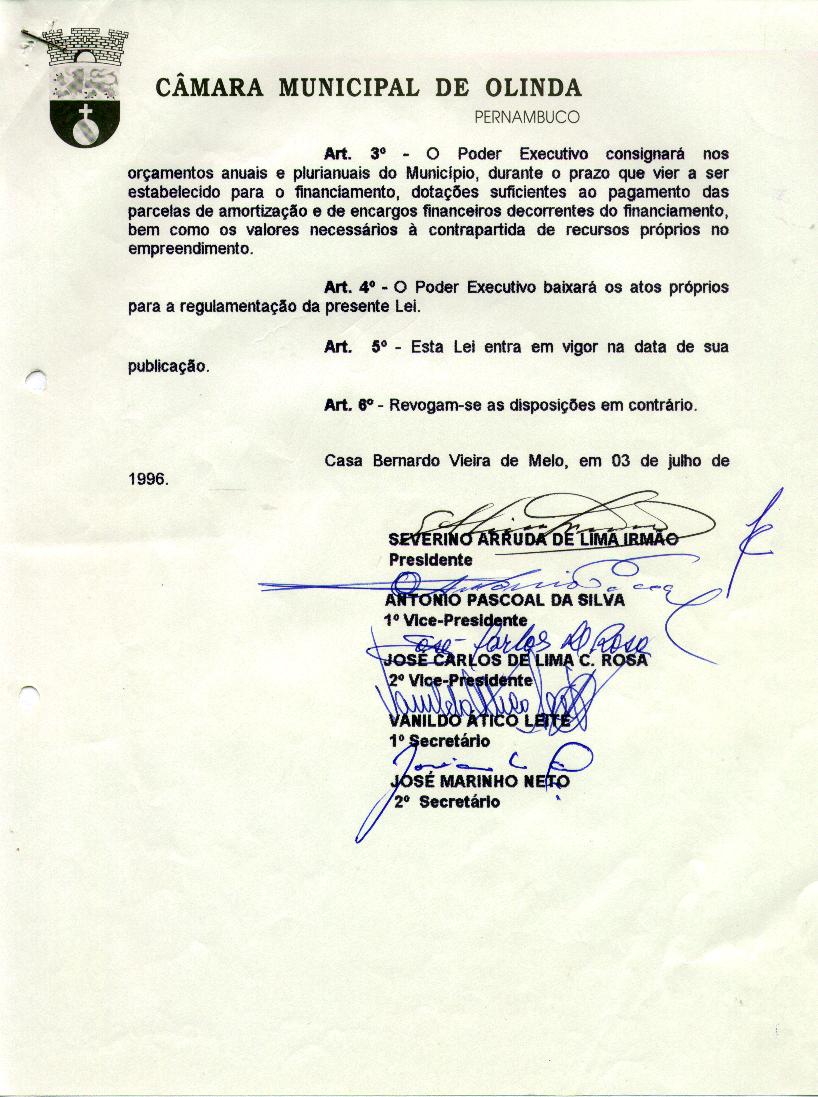 CÂMARA MUNICIPAL DE OLINDA
PERNAMBUCO
Art. 3º - O Poder Executivo consignará nos
orçamentos anuais e plurianuais do Município, durante o prazo que vier a ser
estabelecido para o financiamento, dotações suficientes ao pagamento das
parcelas de amortização e de encargos financeiros decorrentes do financiamento,
bem como os valores necessários à contrapartida de recursos próprios no
empreendimento.
Art. 4º - O Poder Executivo baixará os atos próprios
para a regulamentação da presente Lei.
Art. 5º - Esta Lei entra em vigor na data de sua
publicação.
Art. 6º - Revogam-se as disposições em contrário.
Casa Bernardo Vieira de Melo, em 03 de julho de
1996.
SEVERINO ARRUDA DE LIMA IRMÃO
Presidente
ANTONIO PASCOAL DA SILVA
1º Vice-Presidente
José Carlos
JOSÉ CARLOS DE LIMA C. ROSA
2º Vice-Presidente
VANILDO ÁTICO LEITE
1º Secretário
JOSÉ MARINHO NETO
2º Secretário